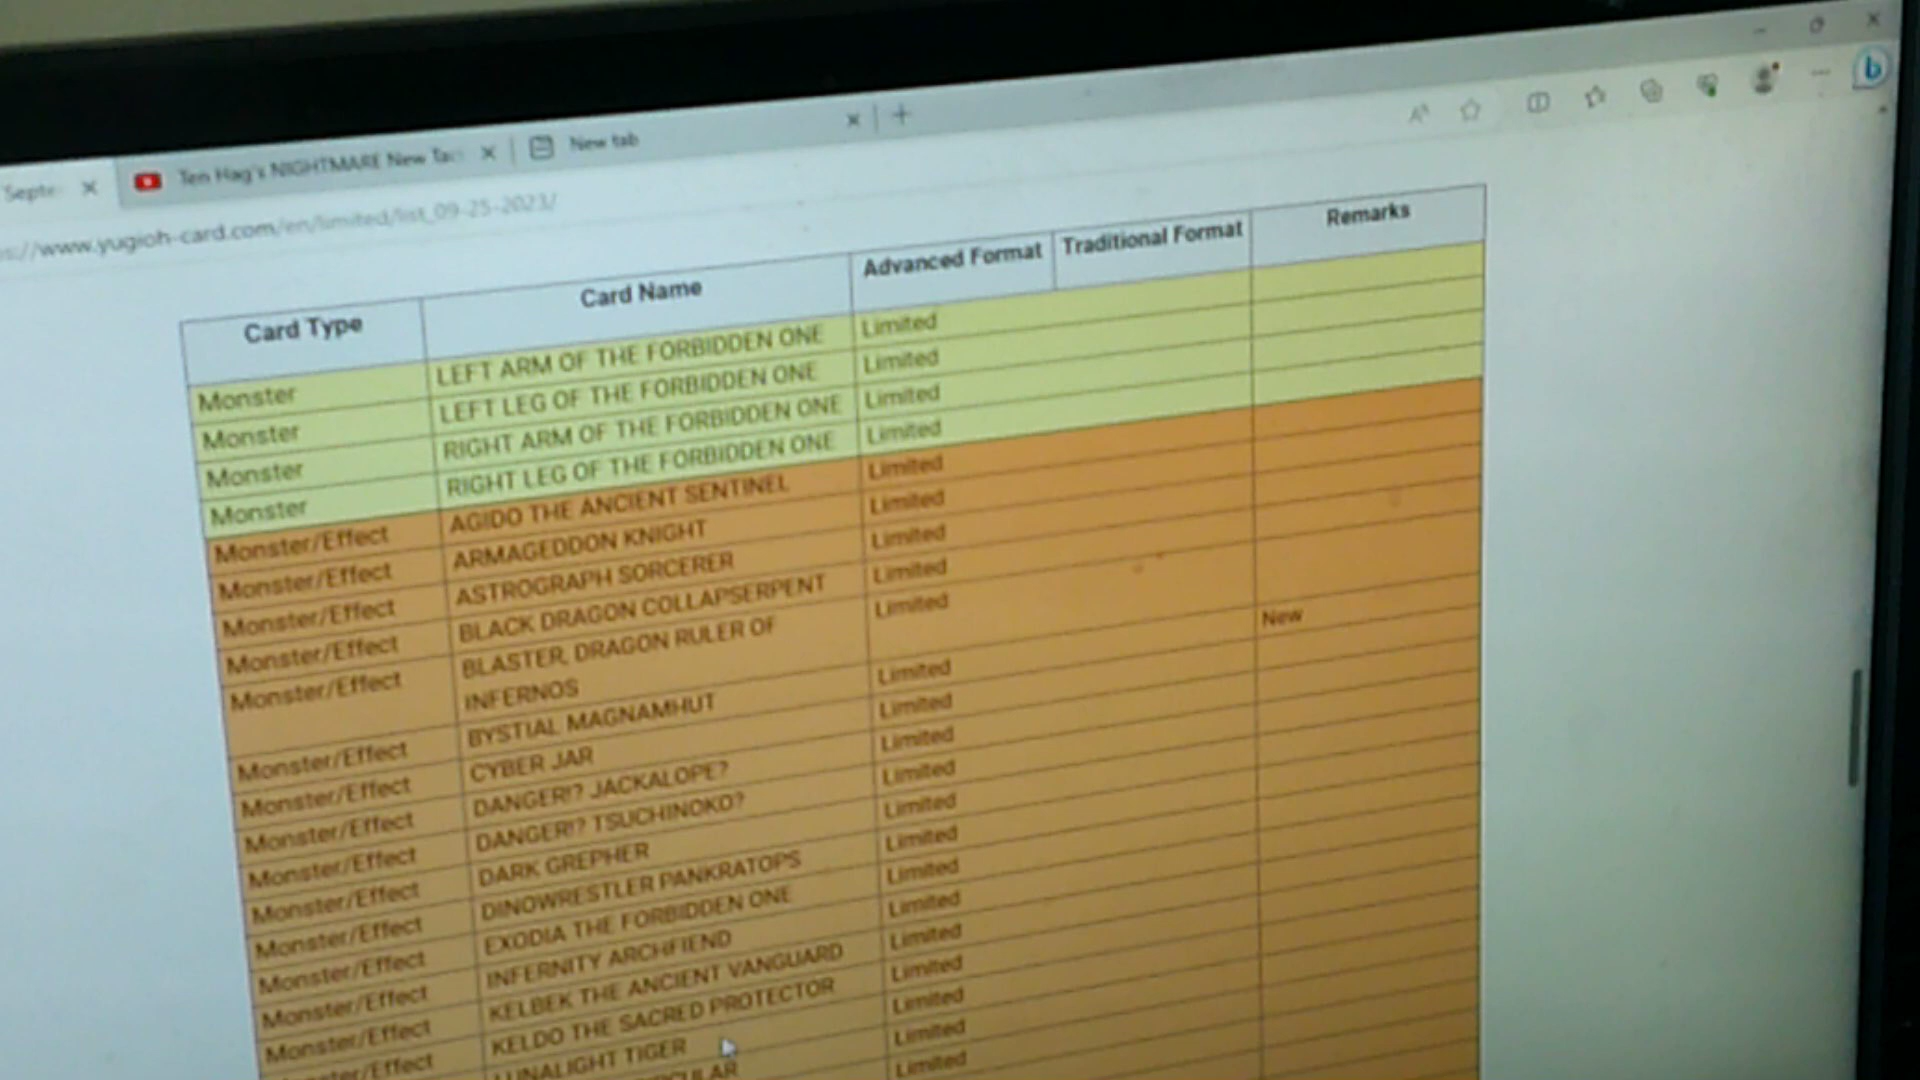 Septe
Ten Hag's NIGHTMARE New Tac
New tab
s://www.yugioh-card.com/en/limited/list_09-25-2023/
Card Type Card Name Advanced Format Traditional Format Remarks
Monster LEFT ARM OF THE FORBIDDEN ONE Limited
Monster LEFT LEG OF THE FORBIDDEN ONE Limited
Monster RIGHT ARM OF THE FORBIDDEN ONE Limited
Monster RIGHT LEG OF THE FORBIDDEN ONE Limited
Monster/Effect AGIDO THE ANCIENT SENTINEL Limited
Monster/Effect ARMAGEDDON KNIGHT Limited
Monster/Effect ASTROGRAPH SORCERER Limited
Monster/Effect BLACK DRAGON COLLAPSERPENT Limited
Monster/Effect BLASTER, DRAGON RULER OF Limited
INFERNOS
Monster/Effect BYSTIAL MAGNAMHUT Limited New
Monster/Effect CYBER JAR Limited
Monster/Effect DANGER!? JACKALOPE? Limited
Monster/Effect DANGER!? TSUCHINOKO? Limited
Monster/Effect DARK GREPHER Limited
Monster/Effect DINOWRESTLER PANKRATOPS Limited
Monster/Effect EXODIA THE FORBIDDEN ONE Limited
Monster/Effect INFERNITY ARCHFIEND Limited
Monster/Effect KELBEK THE ANCIENT VANGUARD Limited
Monster/Effect KELDO THE SACRED PROTECTOR Limited
LUNALIGHT TIGER Limited
Limited
Limited